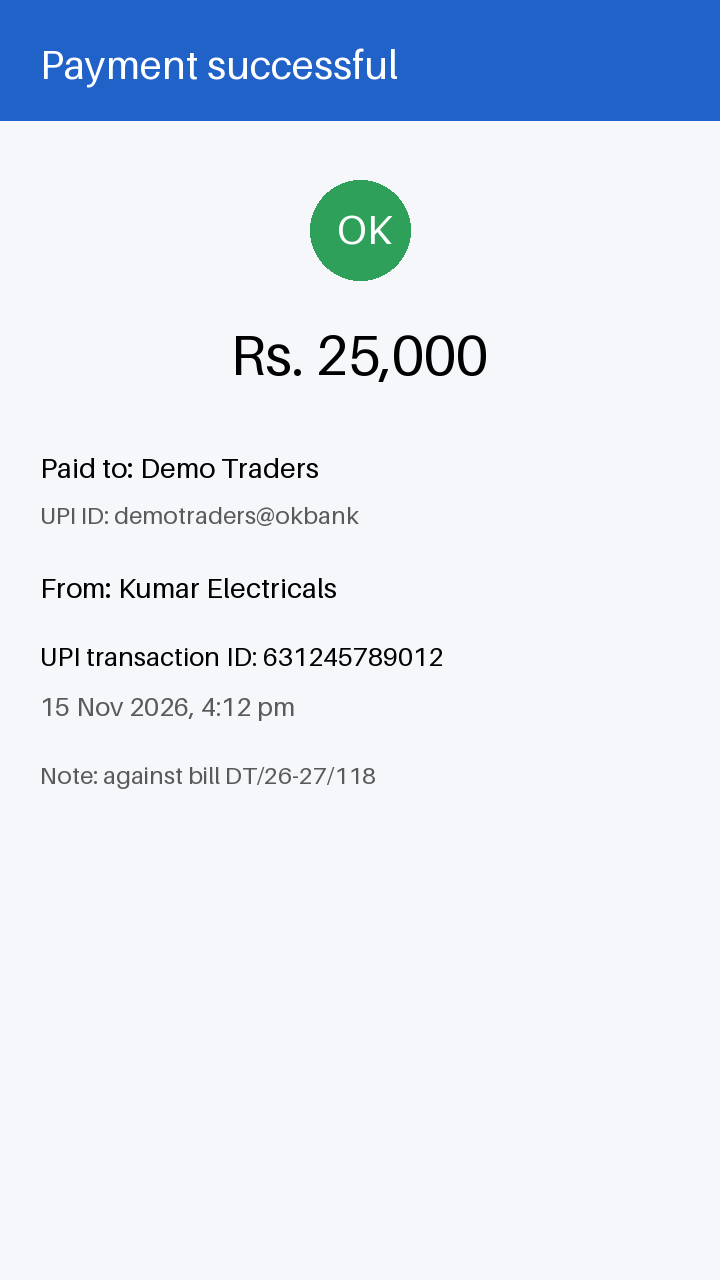 Payment successful
OK
Rs. 25,000
Paid to: Demo Traders
UPI ID: demotraders@okbank
From: Kumar Electricals
UPI transaction ID: 631245789012
15 Nov 2026, 4:12 pm
Note: against bill DT/26-27/118